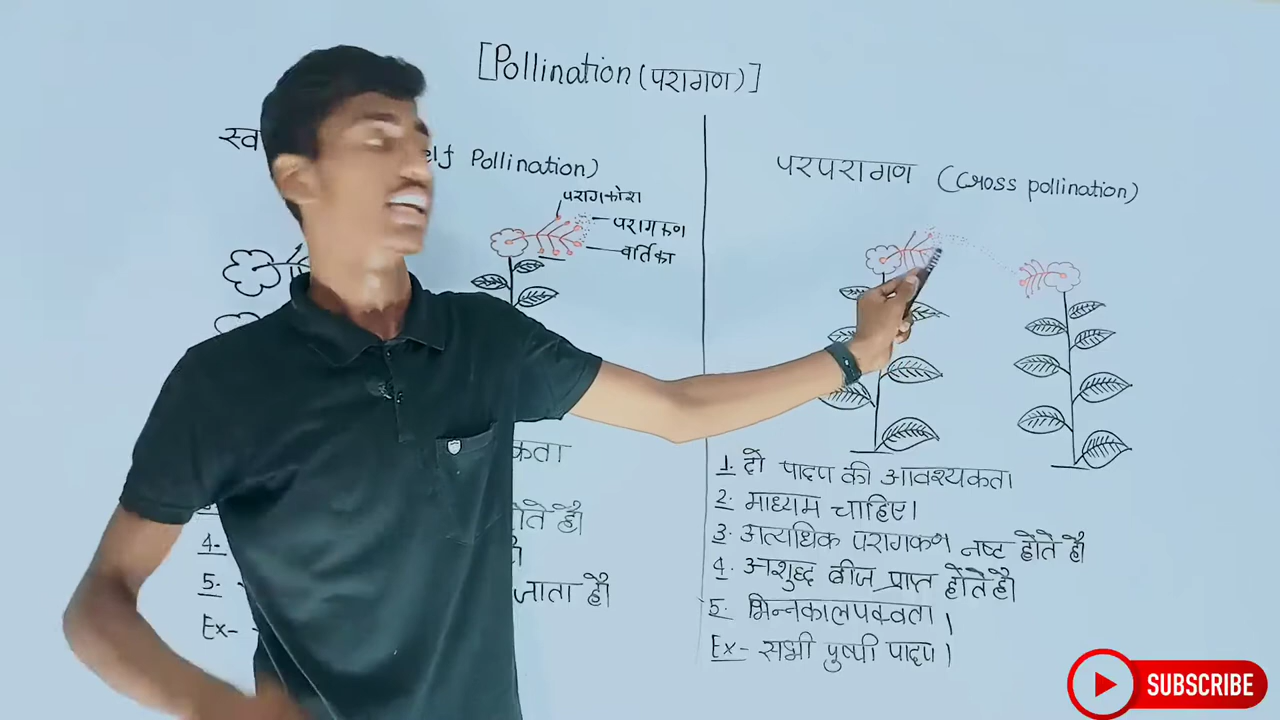 [Pollination (परागण)]
स्व
elf Pollination)
परागकोश
परागकण
वर्तिका
कता
होते है।
4.
5.
जाता है।
Ex-
परपरागण (Cross pollination)
1. दो पादप की आवश्यकता
2. माध्यम चाहिए।
3. अत्यधिक परागकण नष्ट होते है।
4. अशुद्ध बीज प्राप्त होते है।
5. भिन्नकालपक्वता।
Ex- सभी पुष्पी पादप।
SUBSCRIBE